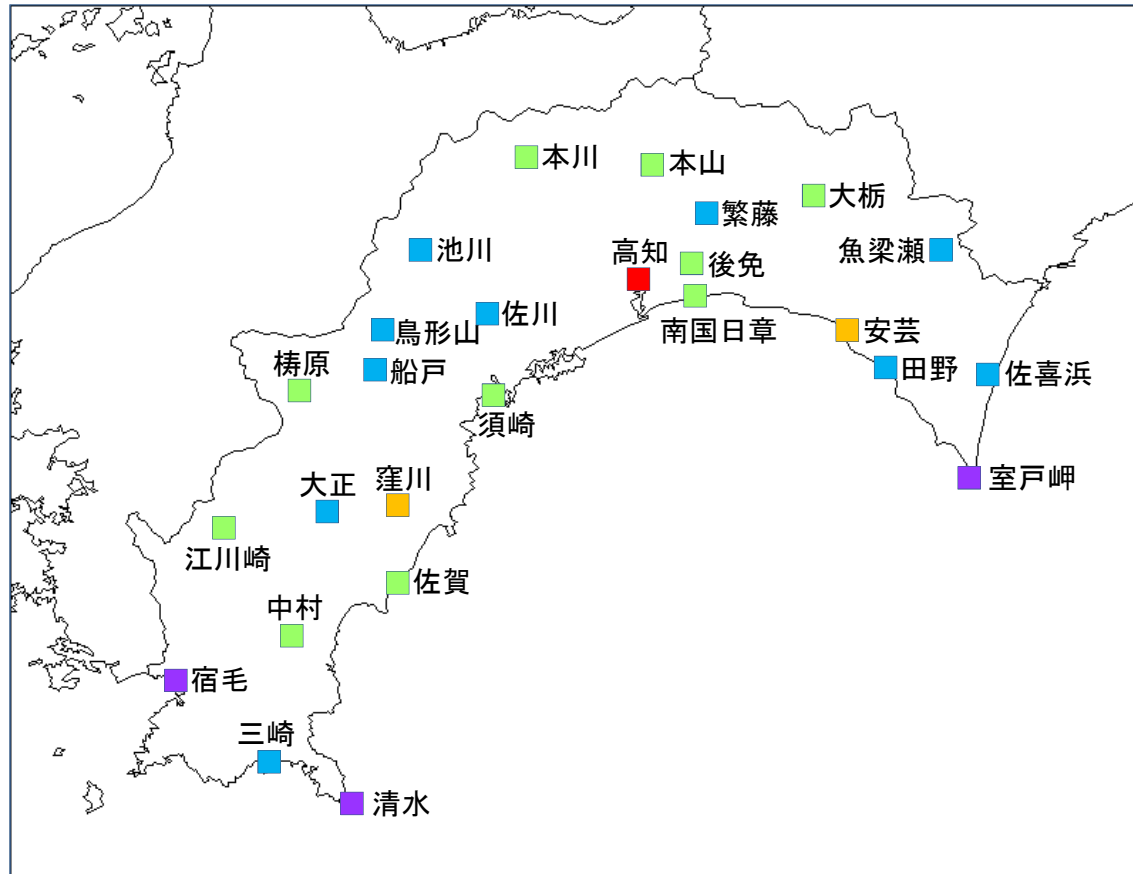 本川
本山
大栃
繁藤
池川
高知
後免
魚梁瀬
佐川
鳥形山
南国日章
安芸
船戸
田野
佐喜浜
梼原
須崎
室戸岬
大正
窪川
江川崎
佐賀
中村
宿毛
三崎
清水